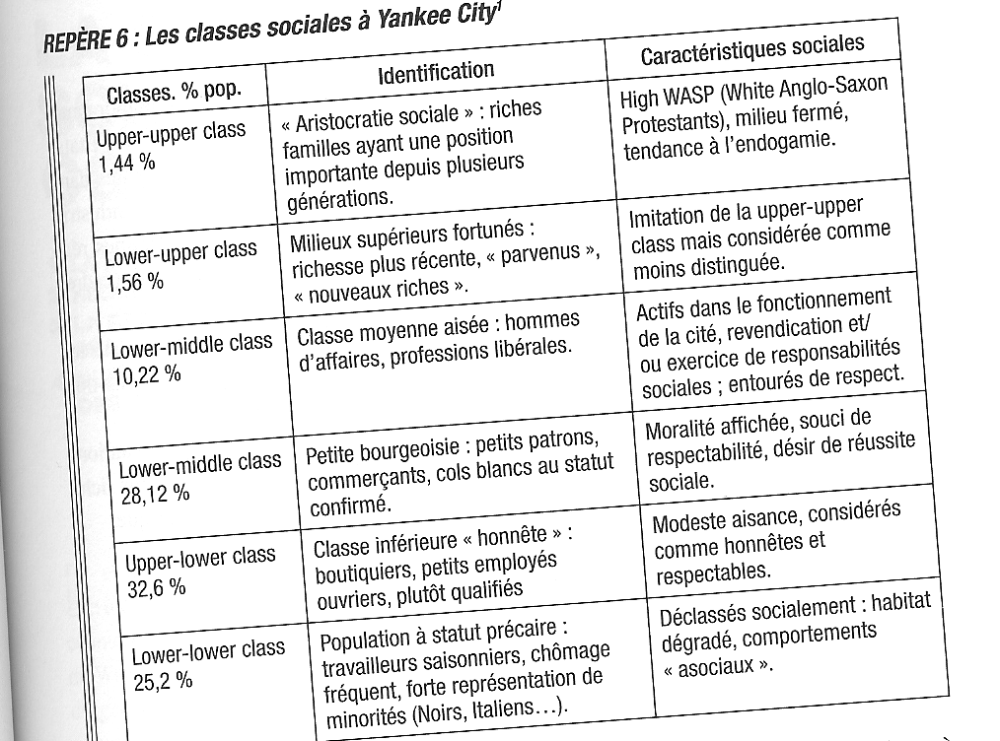 REPÈRE 6 : Les classes sociales à Yankee City¹
Classes. % pop.
Identification
Caractéristiques sociales
Upper-upper class
1,44 %
« Aristocratie sociale » : riches
familles ayant une position
importante depuis plusieurs
générations.
High WASP (White Anglo-Saxon
Protestants), milieu fermé,
tendance à l'endogamie.
Lower-upper class
1,56 %
Milieux supérieurs fortunés :
richesse plus récente, « parvenus »,
« nouveaux riches ».
Imitation de la upper-upper
class mais considérée comme
moins distinguée.
Lower-middle class
10,22 %
Classe moyenne aisée : hommes
d'affaires, professions libérales.
Actifs dans le fonctionnement
de la cité, revendication et/
ou exercice de responsabilités
sociales ; entourés de respect.
Lower-middle class
28,12 %
Petite bourgeoisie : petits patrons,
commerçants, cols blancs au statut
confirmé.
Moralité affichée, souci de
respectabilité, désir de réussite
sociale.
Upper-lower class
32,6 %
Classe inférieure « honnête » :
boutiquiers, petits employés
ouvriers, plutôt qualifiés
Modeste aisance, considérés
comme honnêtes et
respectables.
Lower-lower class
25,2 %
Population à statut précaire :
travailleurs saisonniers, chômage
fréquent, forte représentation de
minorités (Noirs, Italiens…).
Déclassés socialement : habitat
dégradé, comportements
« asociaux ».